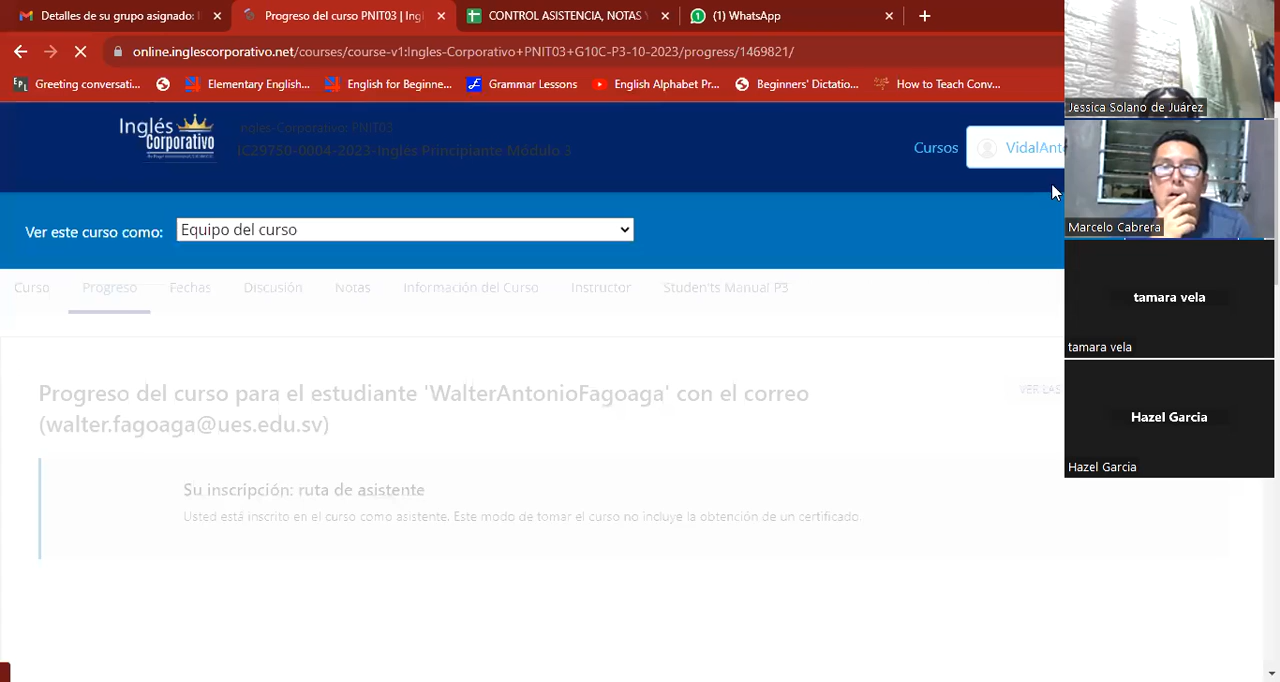 Detalles de su grupo asignado:
Progreso del curso PNIT03 | Ing
CONTROL ASISTENCIA, NOTAS Y
(1) WhatsApp
online.inglescorporativo.net/courses/course-v1:Ingles-Corporativo+PNIT03+G10C-P3-10-2023/progress/1469821/
Greeting conversati...
Elementary English...
English for Beginne...
Grammar Lessons
English Alphabet Pr...
Beginners' Dictatio...
How to Teach Conv...
Inglés
Corporativo
Ingles-Corporativo: PNIT03
IC29750-0004-2023-Inglés Principiante Módulo 3
Cursos
VidalAnto
Ver este curso como:
Equipo del curso
Curso
Progreso
Fechas
Discusión
Notas
Información del Curso
Instructor
Studen'ts Manual P3
Progreso del curso para el estudiante 'WalterAntonioFagoaga' con el correo
(walter.fagoaga@ues.edu.sv)
VER LAS
Su inscripción: ruta de asistente
Usted está inscrito en el curso como asistente. Este modo de tomar el curso no incluye la obtención de un certificado
Jessica Solano de Juárez
Marcelo Cabrera
tamara vela
tamara vela
Hazel Garcia
Hazel Garcia